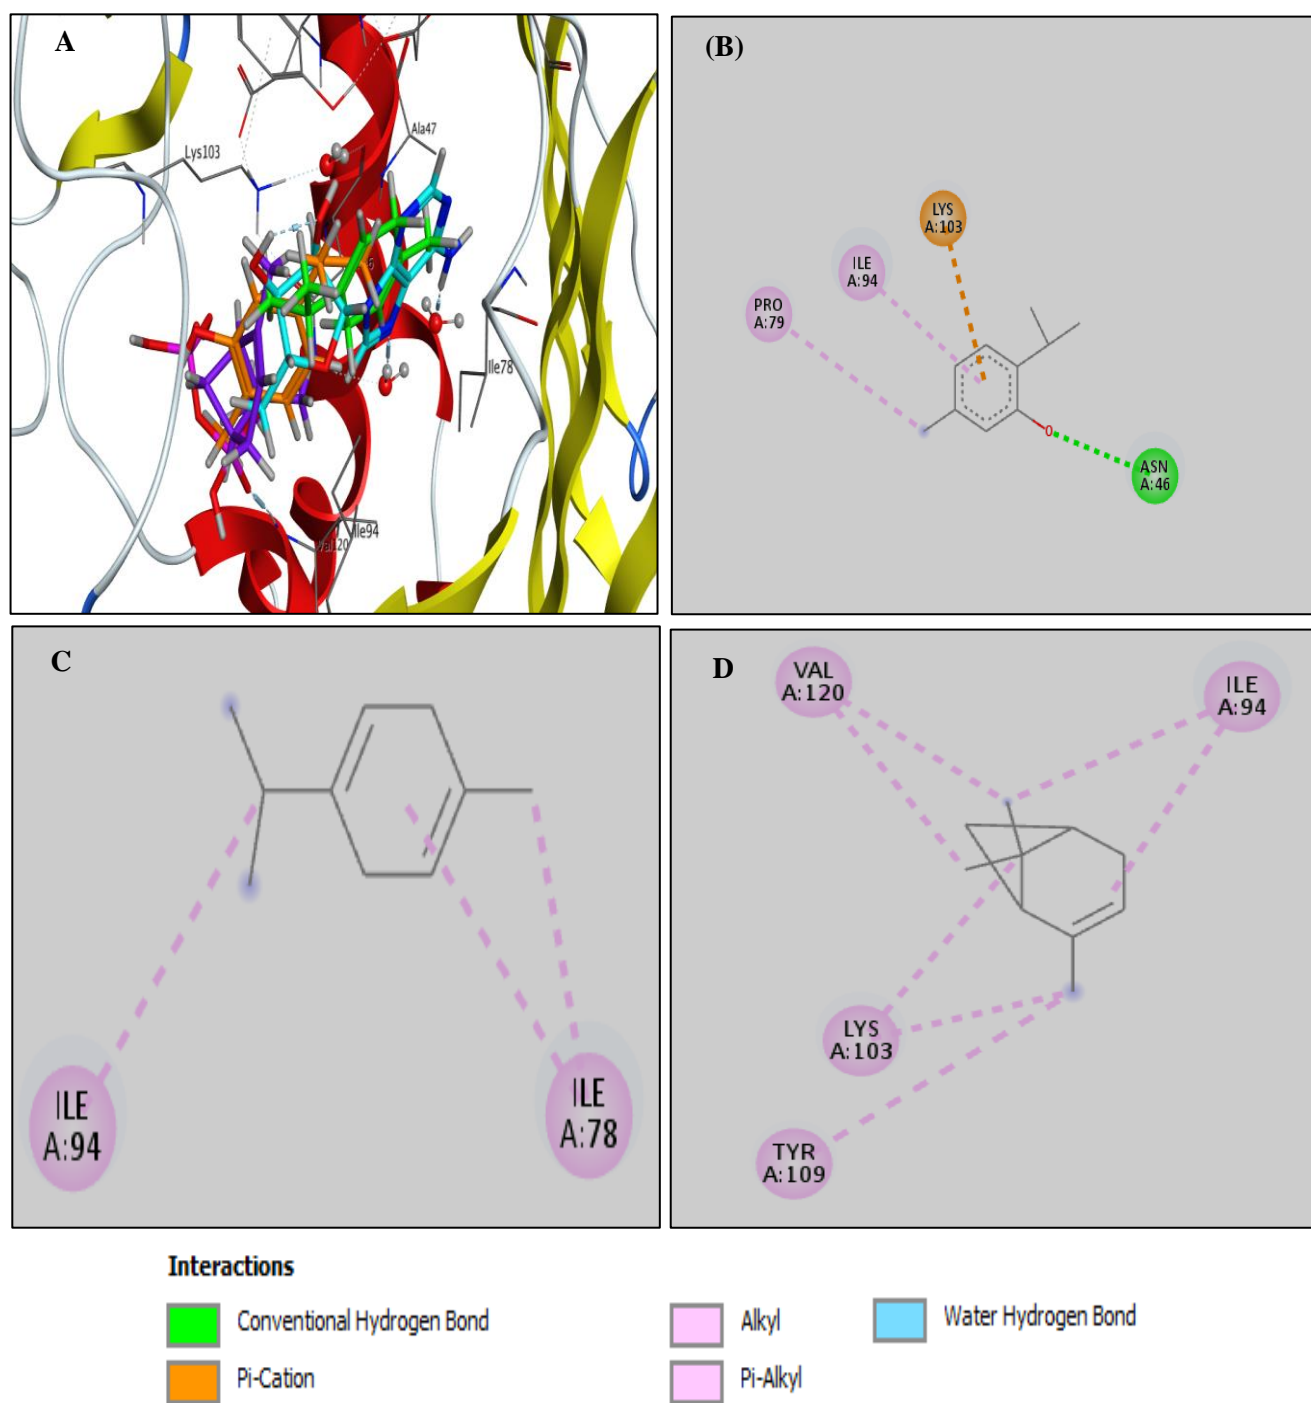 A
Lys103
Ala47
Ile78
Ile94
Val120
(B)
LYS
A:103
ILE
A:94
PRO
A:79
ASN
A:46
O
C
ILE
A:94
ILE
A:78
D
VAL
A:120
ILE
A:94
LYS
A:103
TYR
A:109
Interactions
Conventional Hydrogen Bond
Pi-Cation
Alkyl
Pi-Alkyl
Water Hydrogen Bond